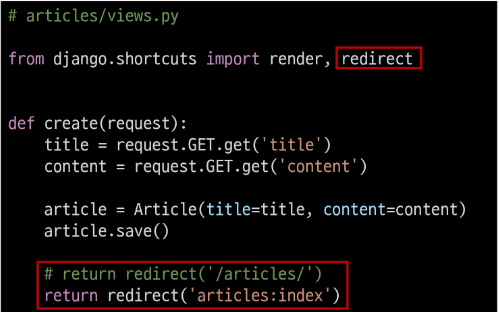 # articles/views.py
from django.shortcuts import render, redirect
def create(request):
    title = request.GET.get('title')
    content = request.GET.get('content')
    article = Article(title=title, content=content)
    article.save()
    # return redirect('/articles/')
    return redirect('articles:index')